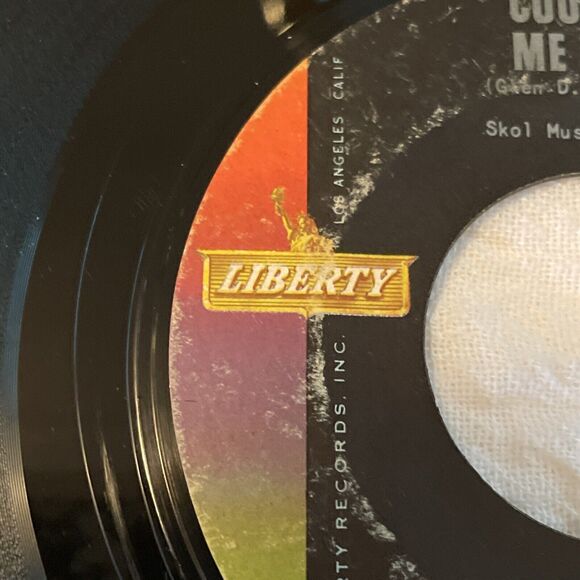 COU
ME
(Glen D.
Skol Mus
LIBERTY
RTY RECORDS, INC. LOS ANGELES CALIF